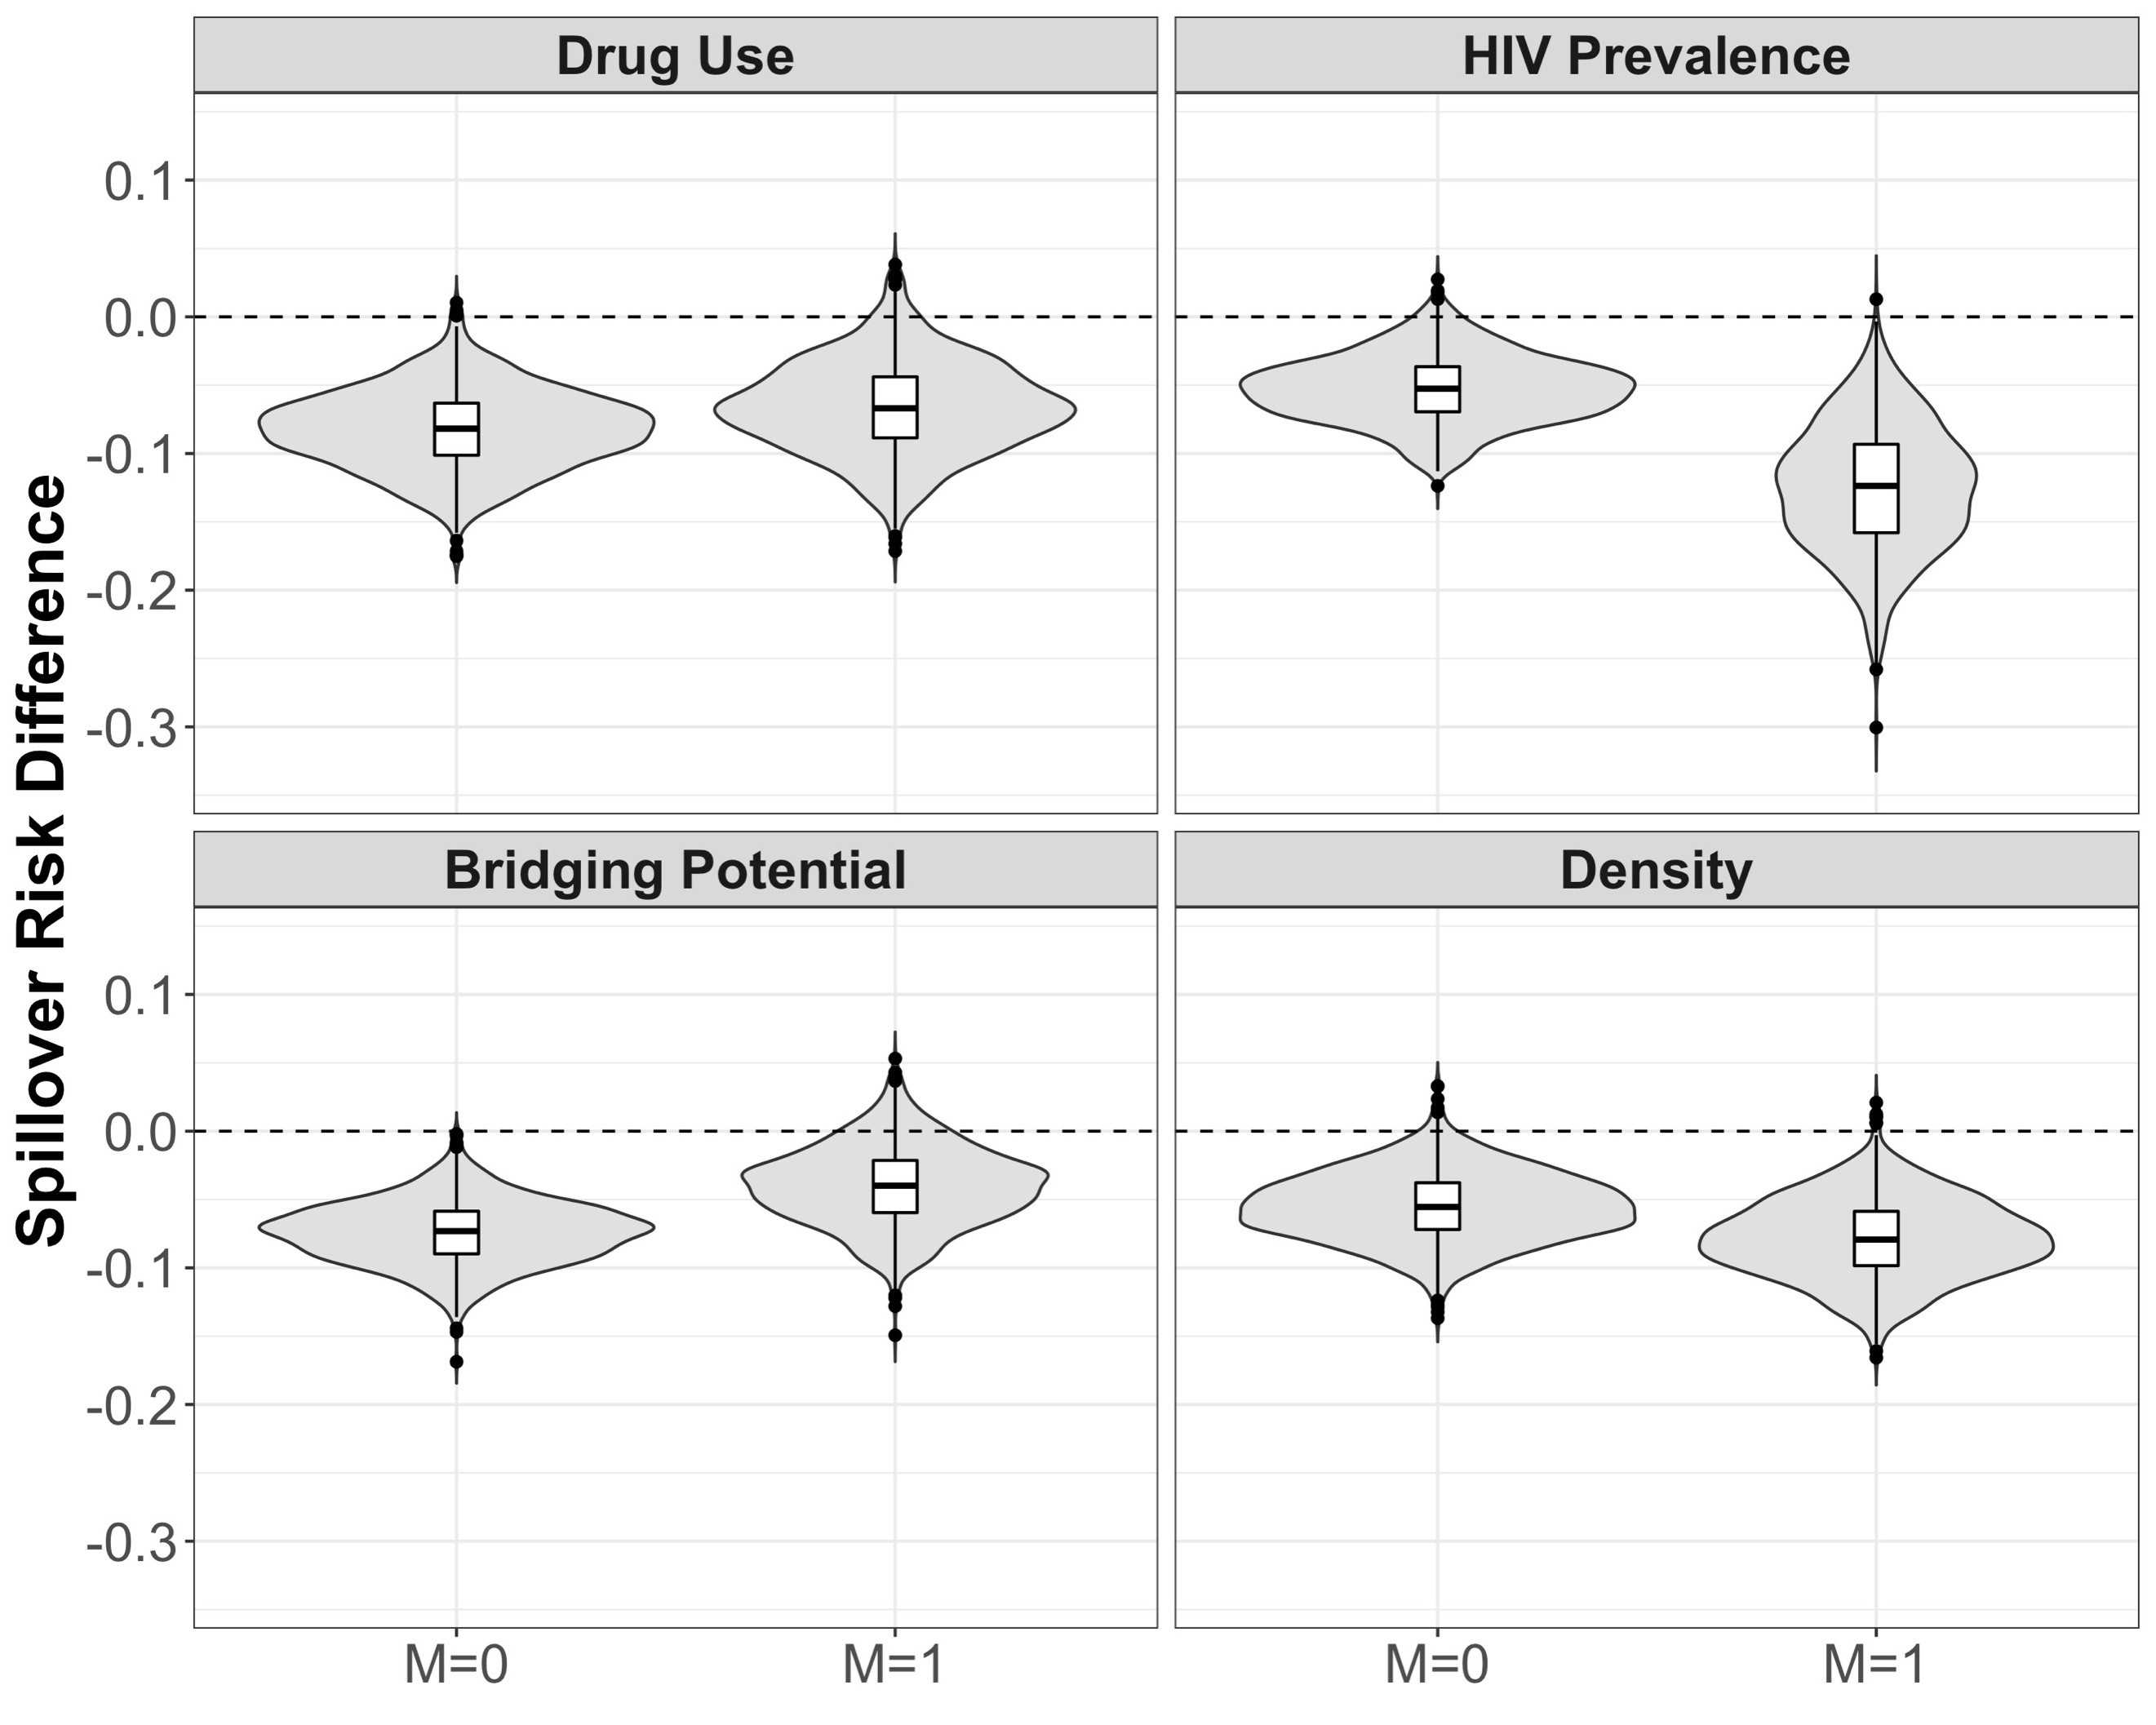 Drug Use
HIV Prevalence
0.1
0.0
-0.1
-0.2
-0.3
Bridging Potential
Density
0.1
0.0
-0.1
-0.2
-0.3
M=0
M=1
M=0
M=1
Spillover Risk Difference